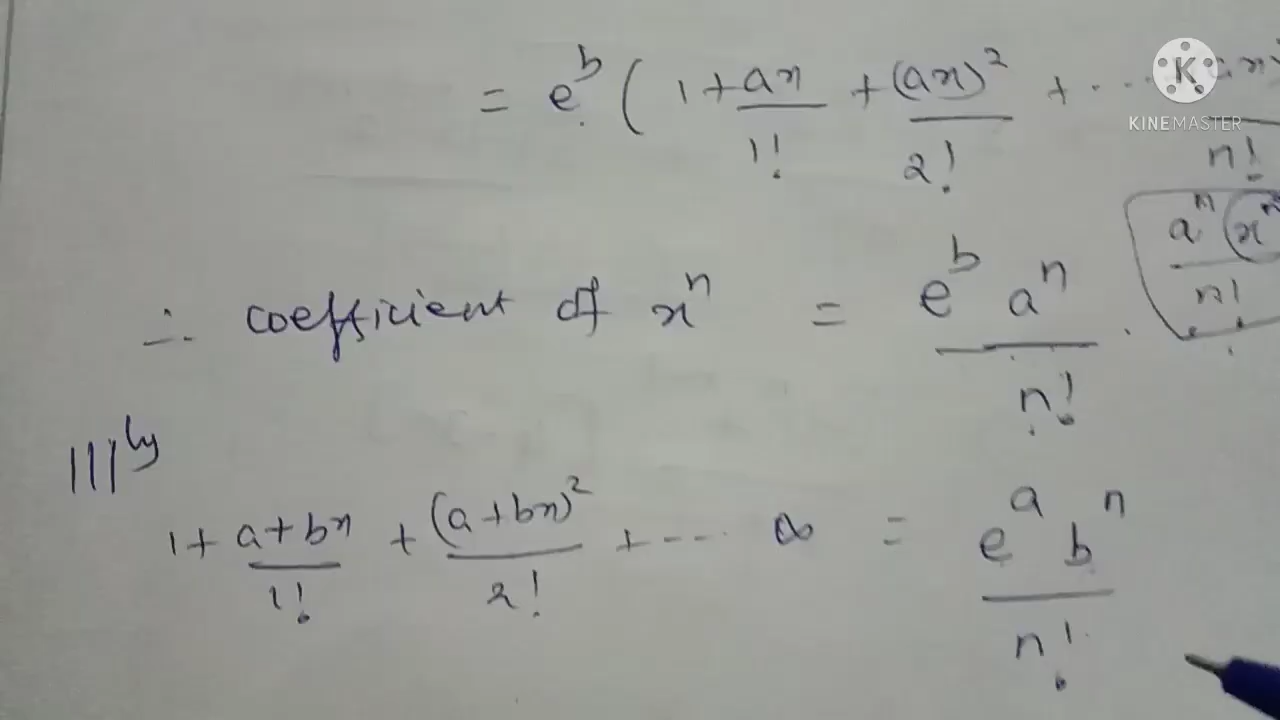 = e^b ( 1 + ax/1! + (ax)^2/2! + ... x^n/n!
KINEMASTER
a^n x^n/n!
∴ coefficient of x^n = e^b a^n/n!
|||ly
1 + a+bx/1! + (a+bx)^2/2! + --- ∞ = e^a b^n/n!